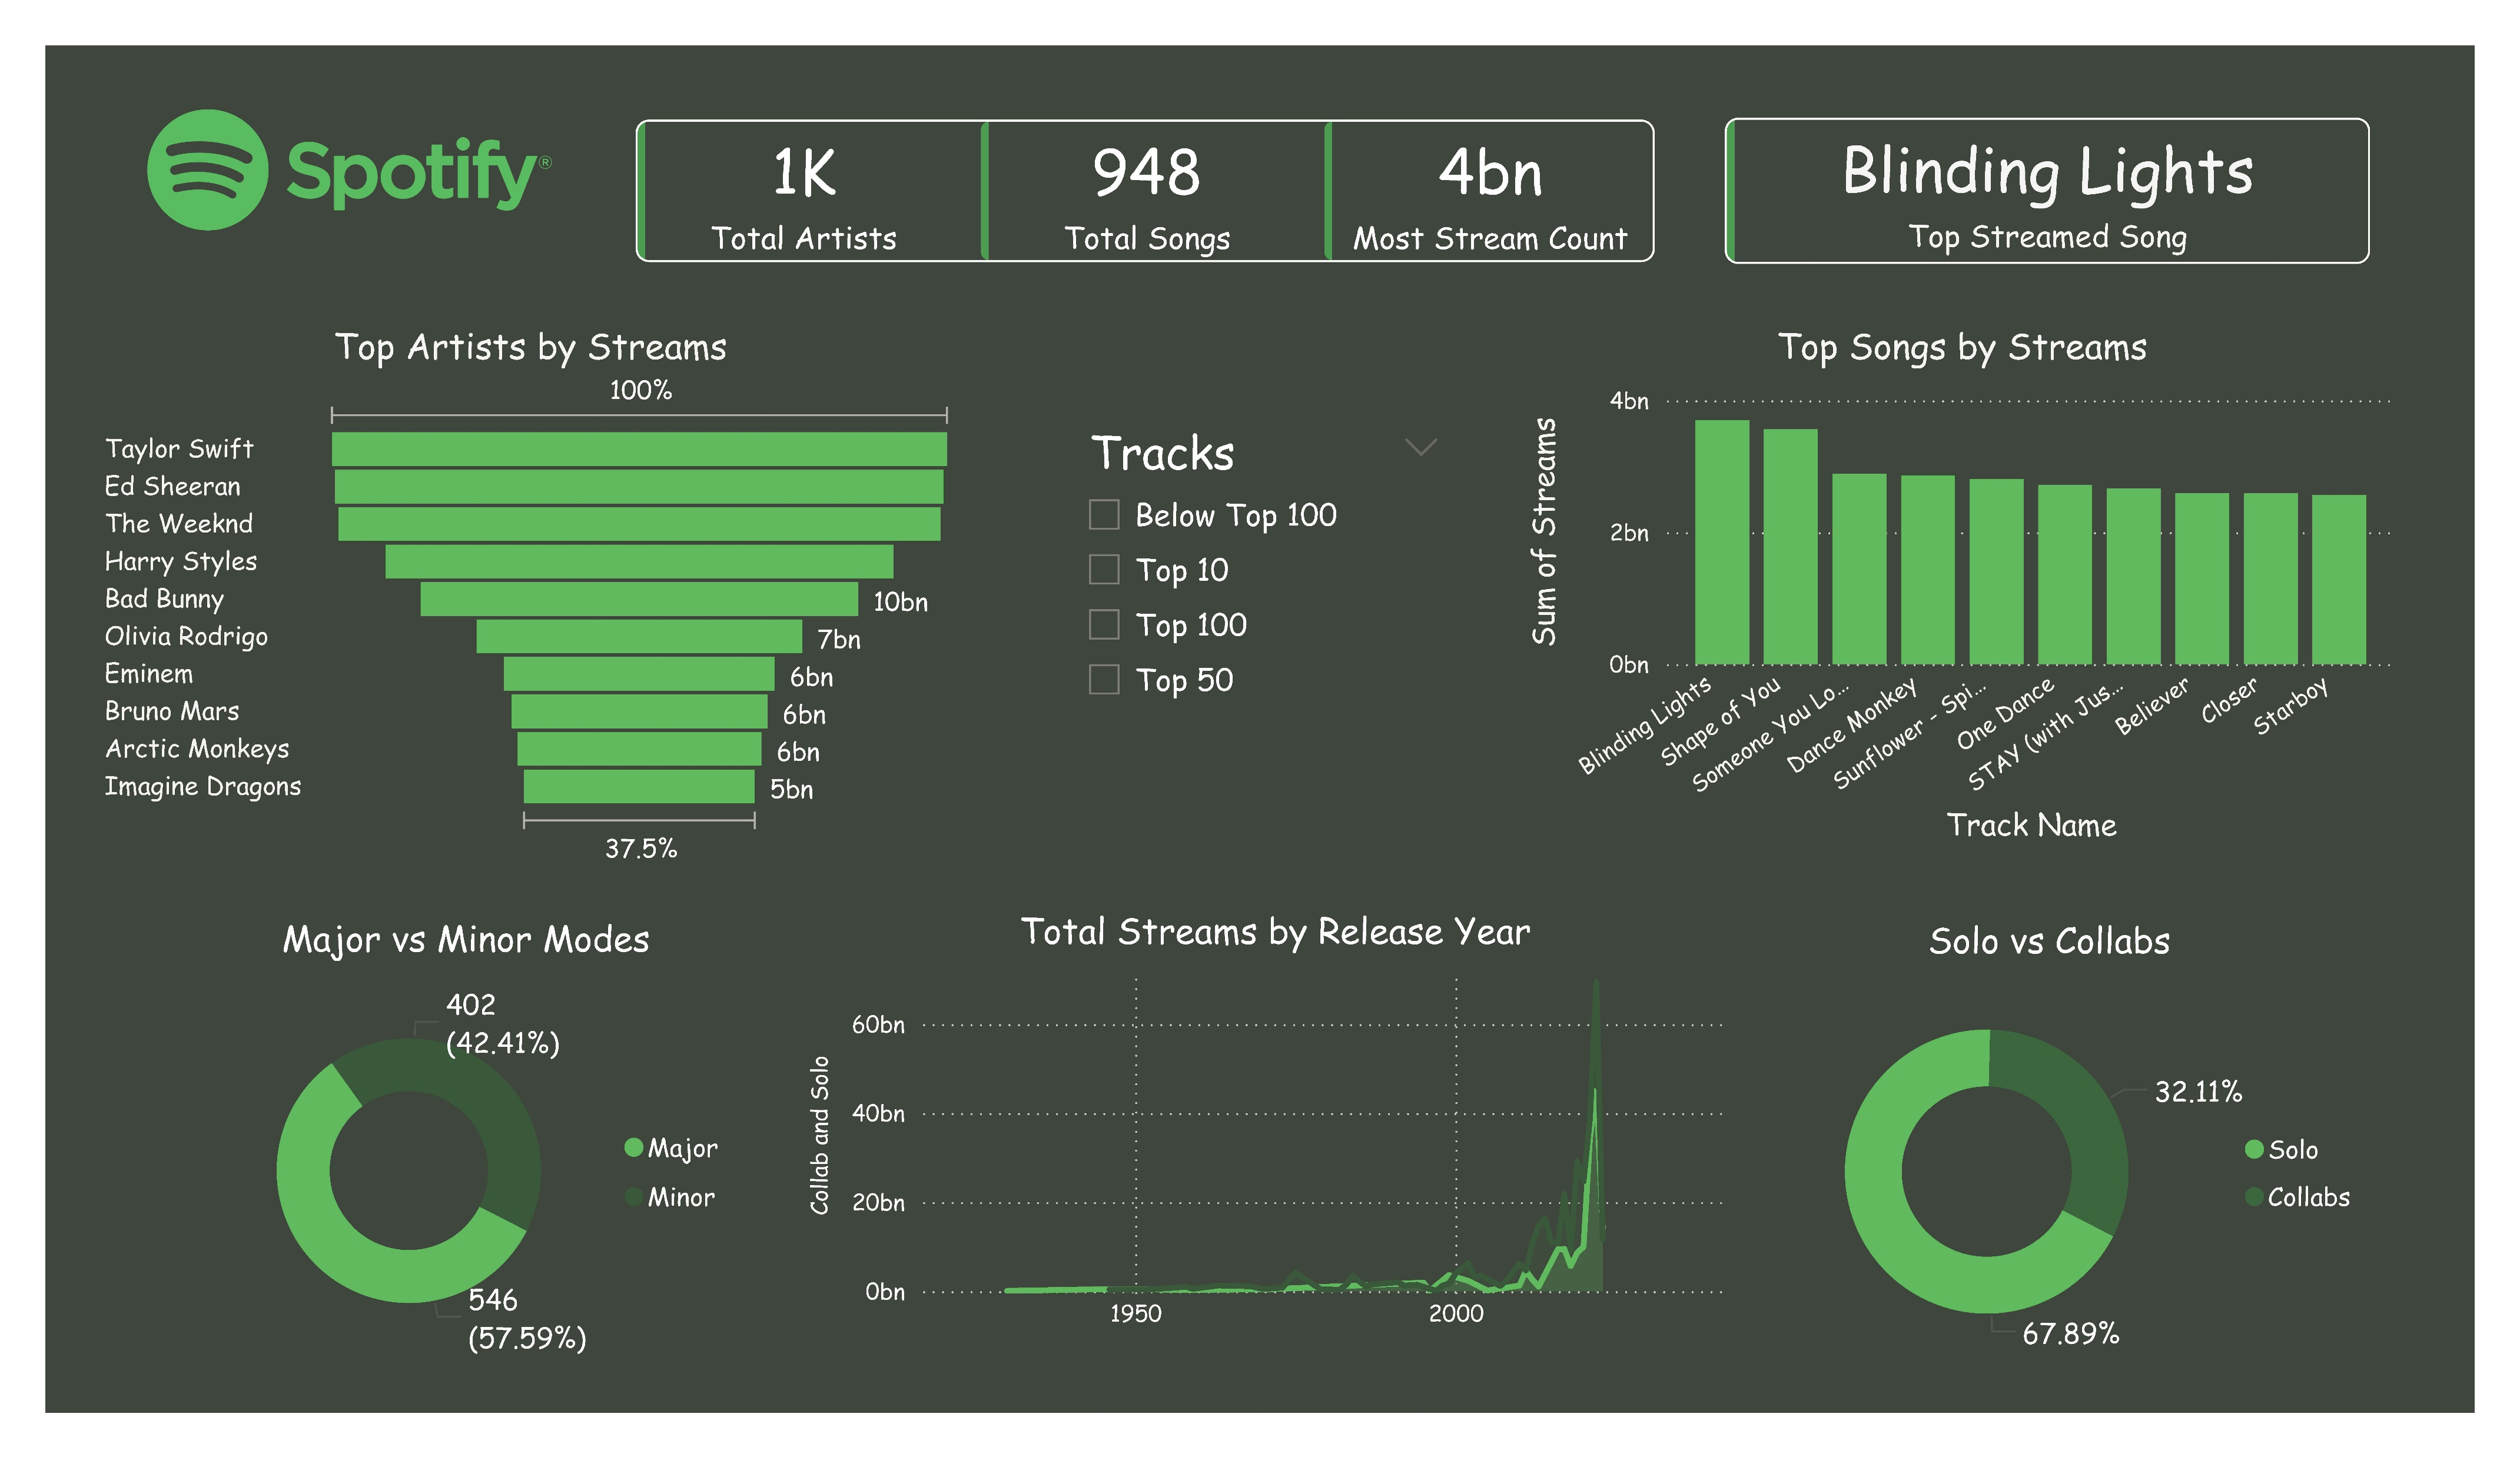 Spotify®
1K
Total Artists
948
Total Songs
4bn
Most Stream Count
Blinding Lights
Top Streamed Song
Top Artists by Streams
100%
Taylor Swift
Ed Sheeran
The Weeknd
Harry Styles
Bad Bunny 10bn
Olivia Rodrigo 7bn
Eminem 6bn
Bruno Mars 6bn
Arctic Monkeys 6bn
Imagine Dragons 5bn
37.5%
Tracks
Below Top 100
Top 10
Top 100
Top 50
Top Songs by Streams
Sum of Streams
4bn
2bn
0bn
Blinding Lights
Shape of You
Someone You Lo...
Dance Monkey
Sunflower - Spi...
One Dance
STAY (with Jus...
Believer
Closer
Starboy
Track Name
Major vs Minor Modes
402
(42.41%)
546
(57.59%)
Major
Minor
Total Streams by Release Year
Collab and Solo
60bn
40bn
20bn
0bn
1950
2000
Solo vs Collabs
32.11%
67.89%
Solo
Collabs